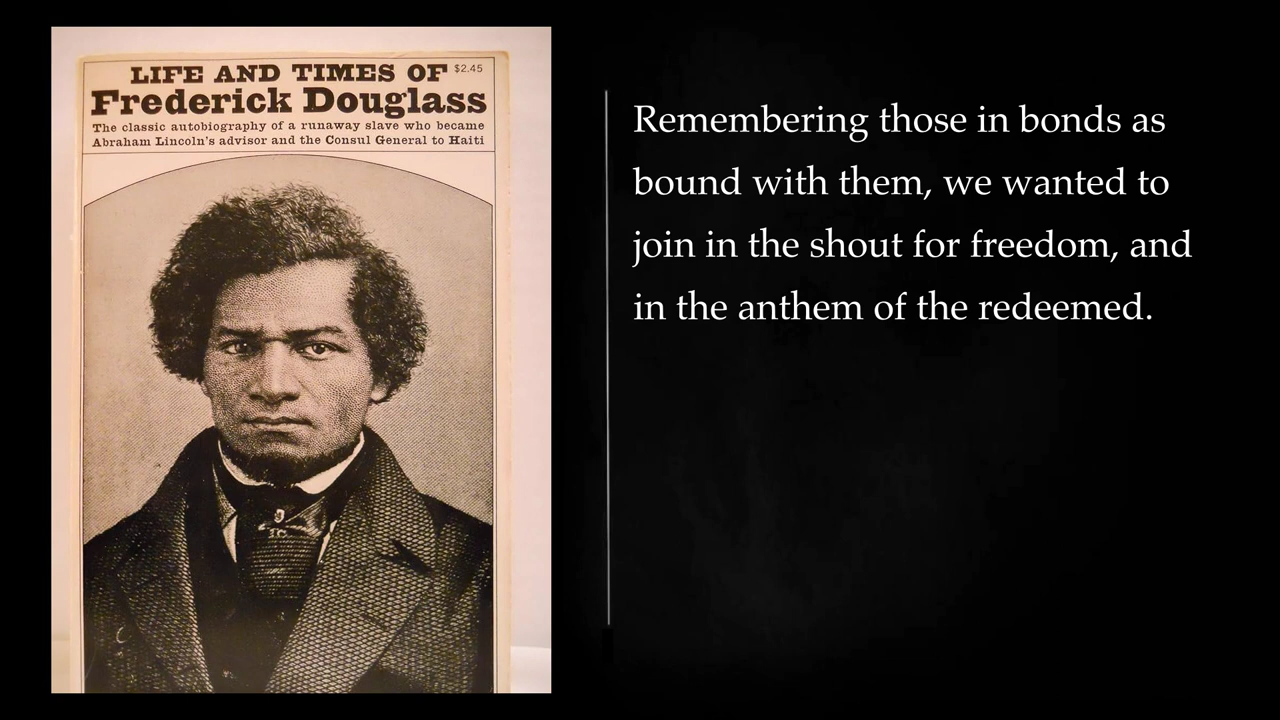 LIFE AND TIMES OF $2.45
Frederick Douglass
The classic autobiography of a runaway slave who became
Abraham Lincoln's advisor and the Consul General to Haiti
Remembering those in bonds as
bound with them, we wanted to
join in the shout for freedom, and
in the anthem of the redeemed.